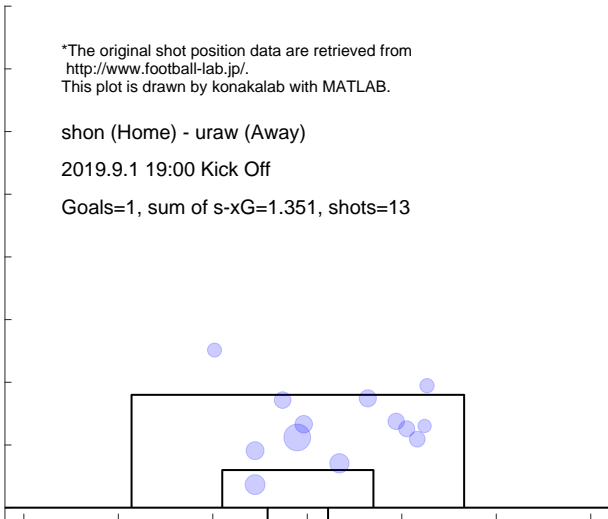 *The original shot position data are retrieved from
http://www.football-lab.jp/.
This plot is drawn by konakalab with MATLAB.
shon (Home) - uraw (Away)
2019.9.1 19:00 Kick Off
Goals=1, sum of s-xG=1.351, shots=13